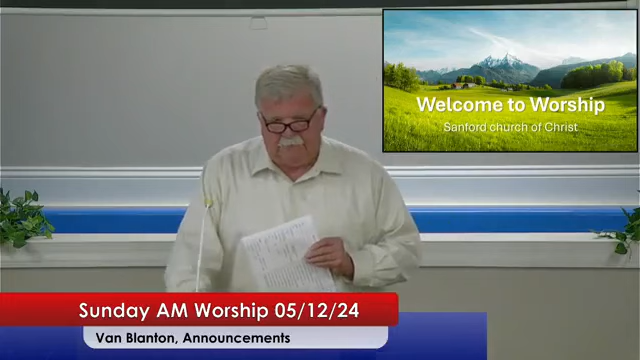 Welcome to Worship
Sanford church of Christ
Sunday AM Worship 05/12/24
Van Blanton, Announcements